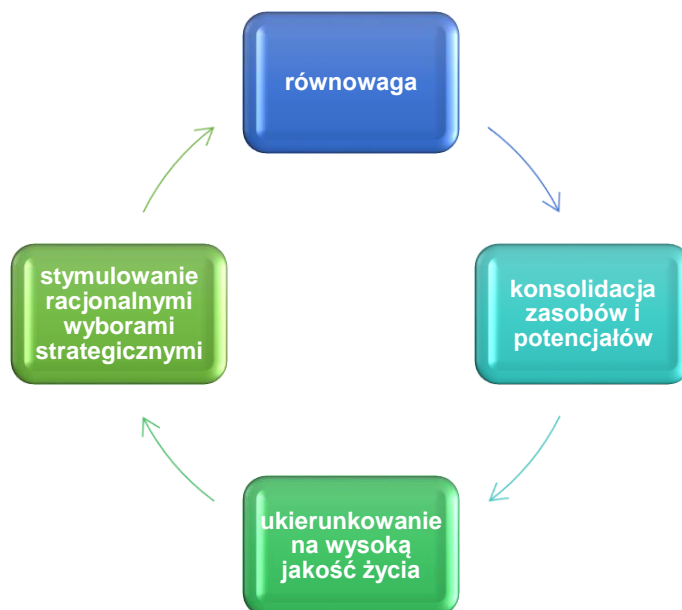 równowaga
konsolidacja
zasobów i
potencjałów
ukierunkowanie
na wysoką
jakość życia
stymulowanie
racjonalnymi
wyborami
strategicznymi